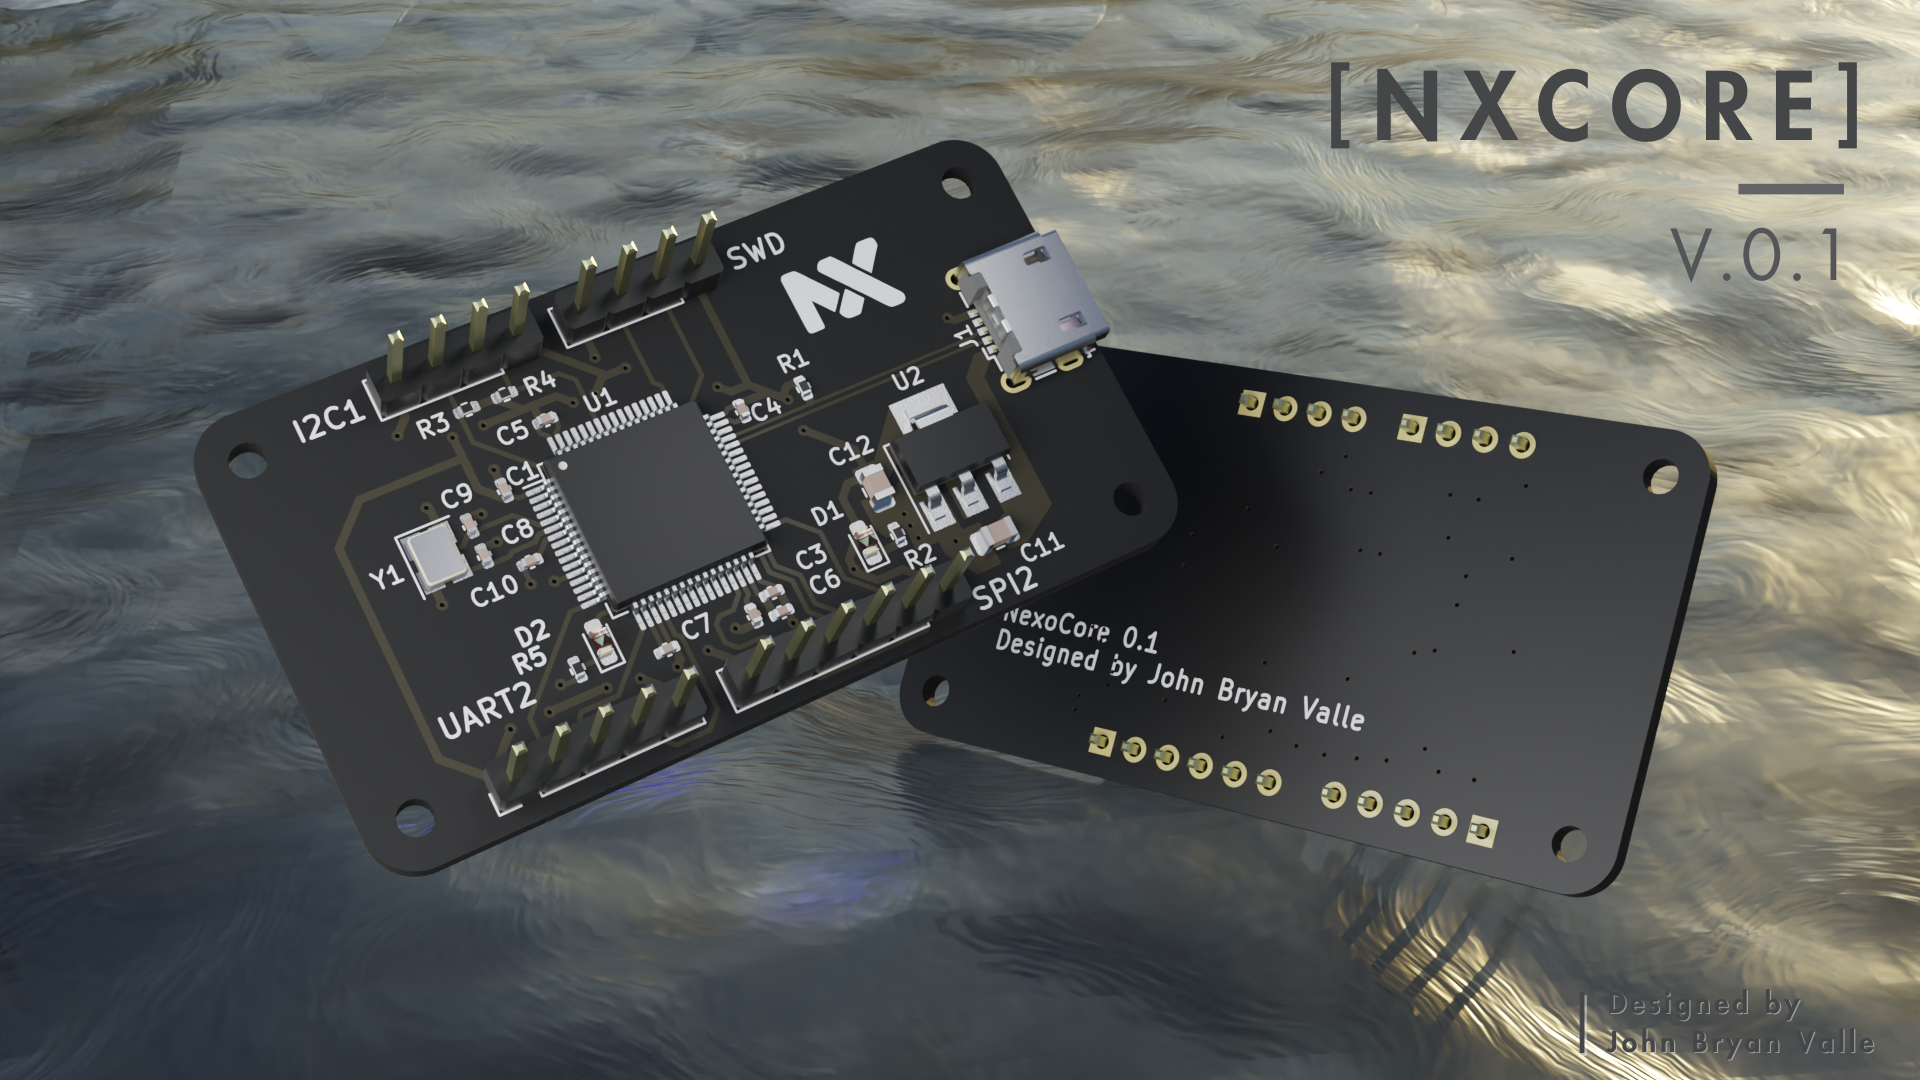 [NXCORE]
V.0.1
SWD
I2C1
R3
R4
U1
C5
R1
C4
U2
J1
C12
C1
C9
C8
Y1
C10
D1
C3
C6
R2
C11
SPI2
D2
R5
C7
UART2
NexoCore 0.1
Designed by John Bryan Valle
Designed by
John Bryan Valle